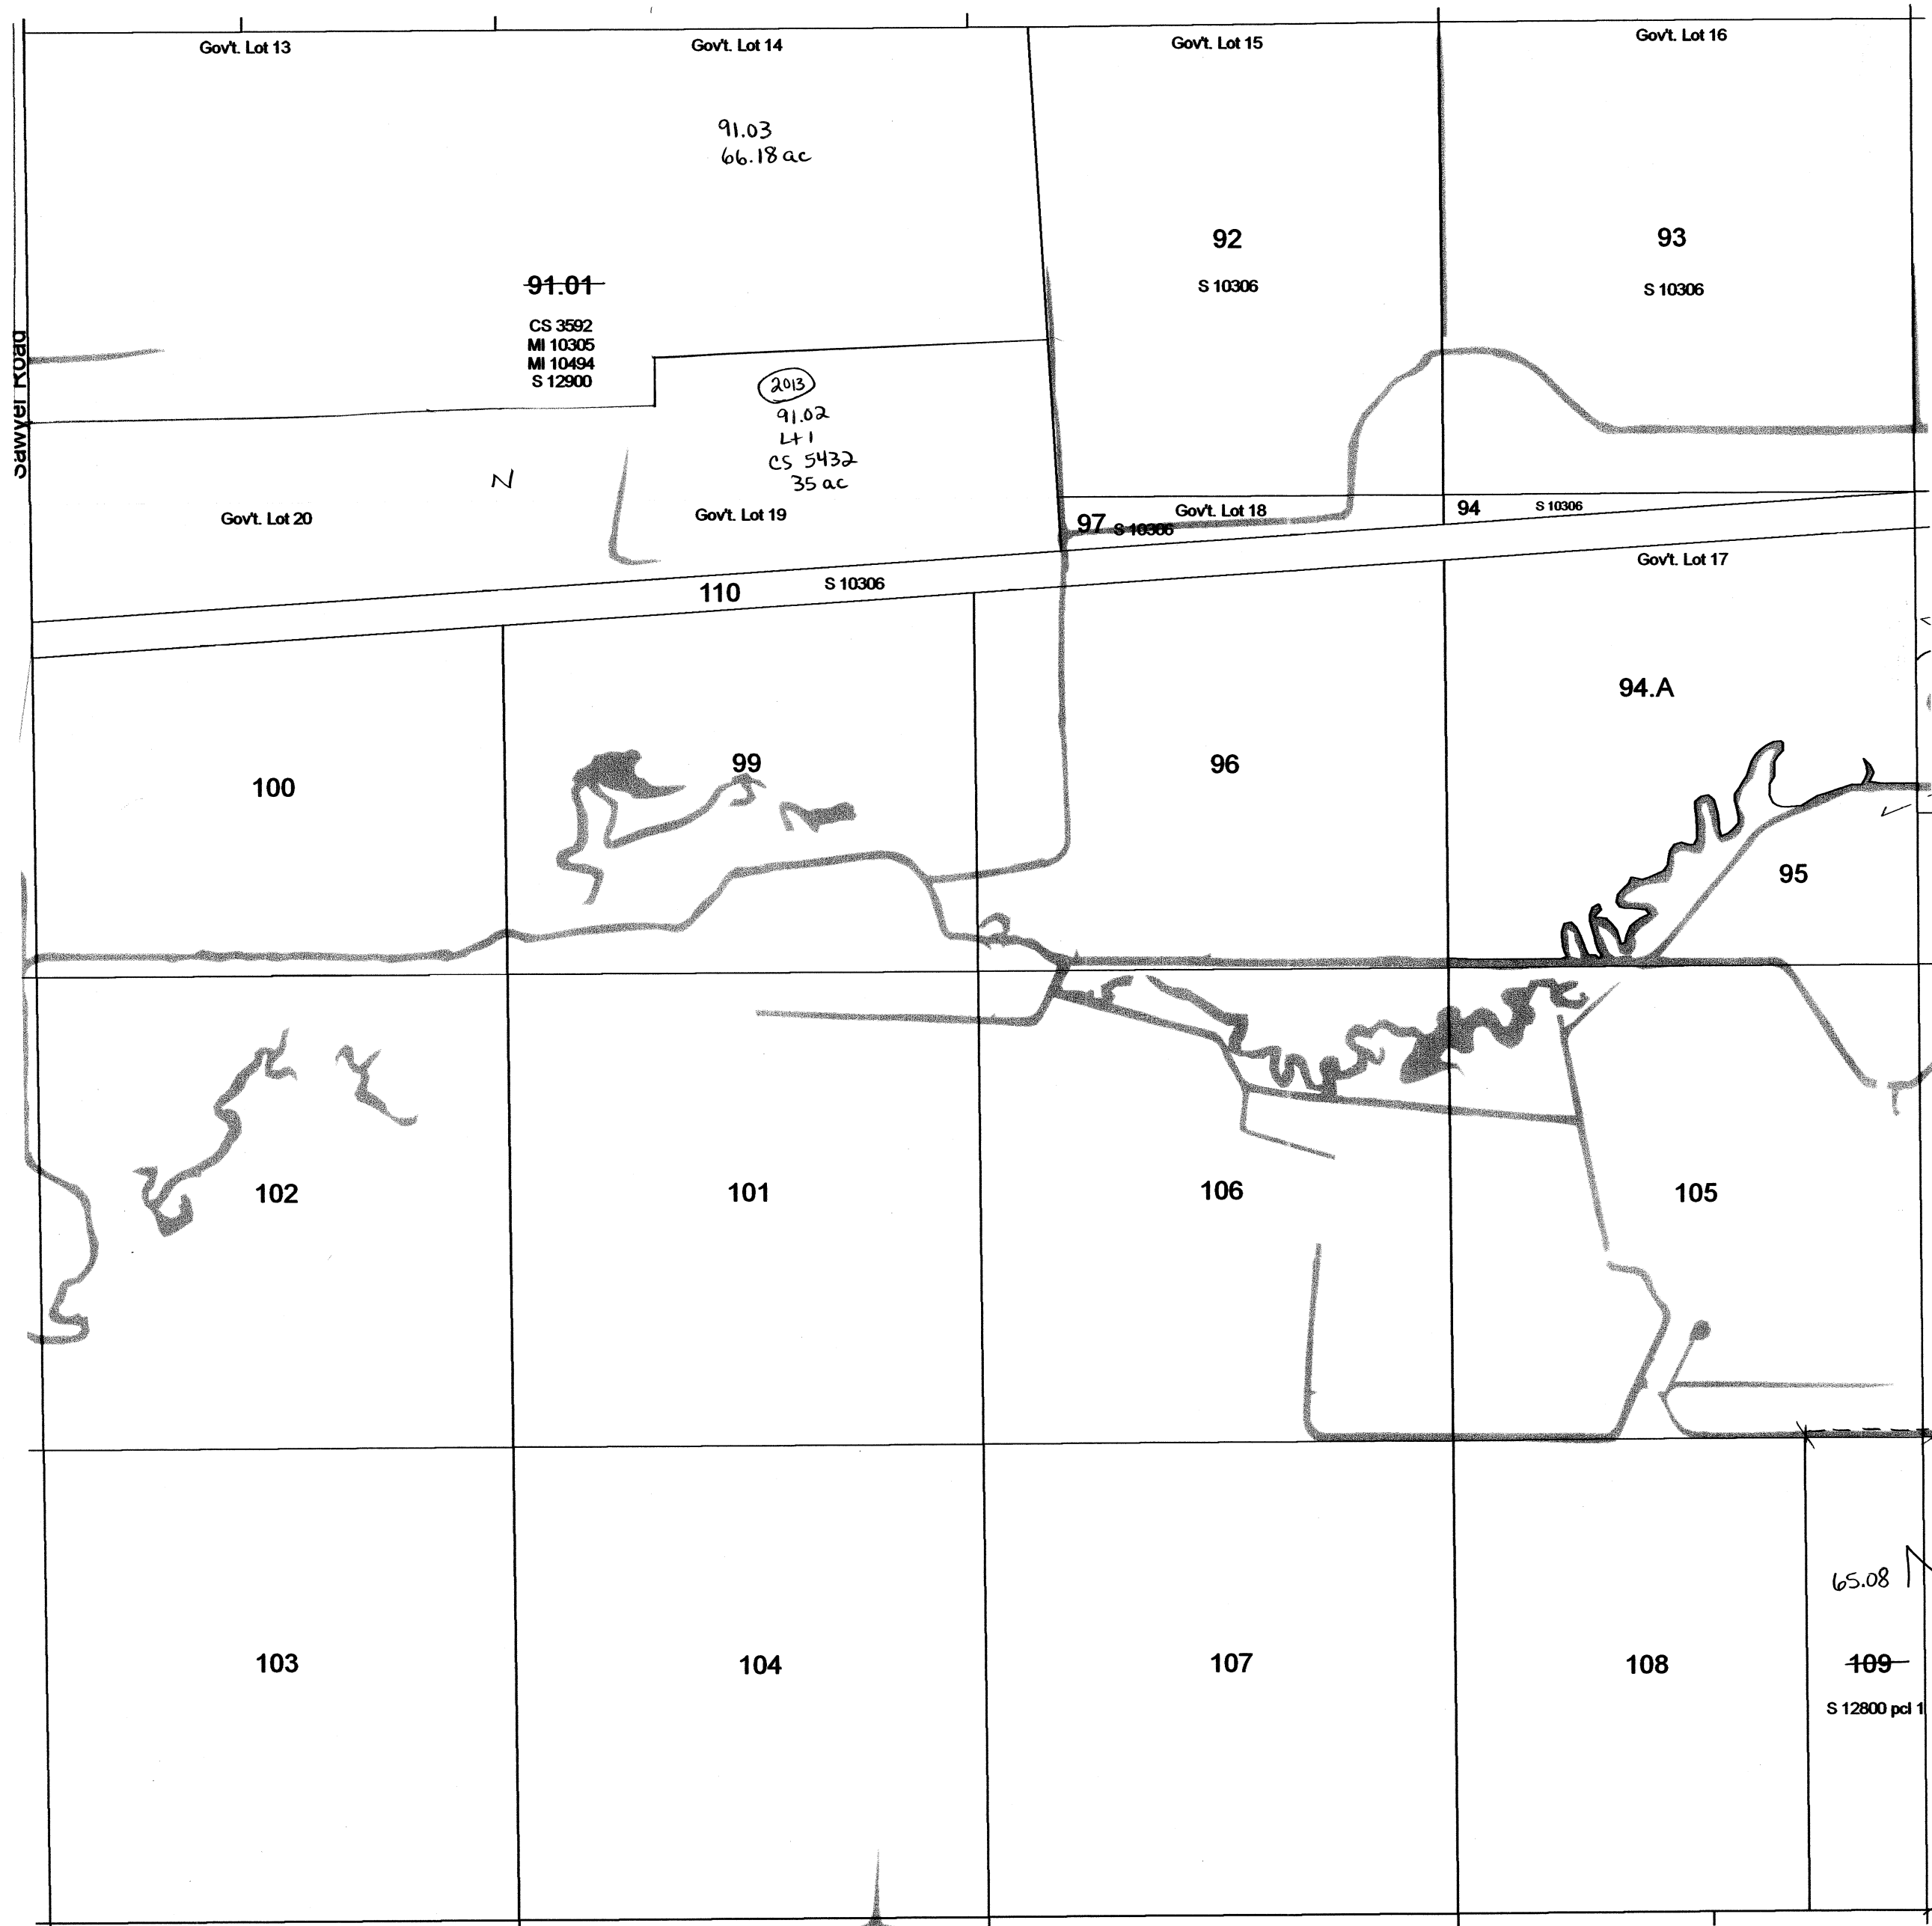 Gov't. Lot 13
Gov't. Lot 14
Gov't. Lot 15
Gov't. Lot 16
91.03
66.18 ac
92
S 10306
93
S 10306
91.01
CS 3592
MI 10305
MI 10494
S 12900
Sawyer Road
2013
91.02
Lt 1
CS 5432
35 ac
N
Gov't. Lot 20
Gov't. Lot 19
97 S 10306
Gov't. Lot 18
94
S 10306
Gov't. Lot 17
110
S 10306
94.A
100
99
96
95
102
101
106
105
65.08
103
104
107
108
109
S 12800 pcl 1